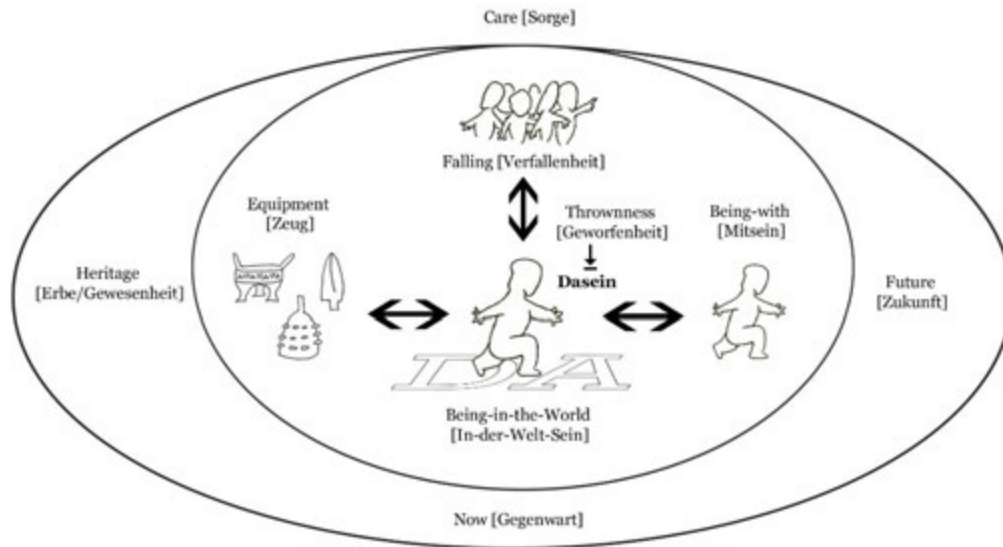 Care [Sorge]
Falling [Verfallenheit]
Equipment
[Zeug]
Thrownness
[Geworfenheit]
Being-with
[Mitsein]
Heritage
[Erbe/Gewesenheit]
Dasein
Future
[Zukunft]
DA
Being-in-the-World
[In-der-Welt-Sein]
Now [Gegenwart]